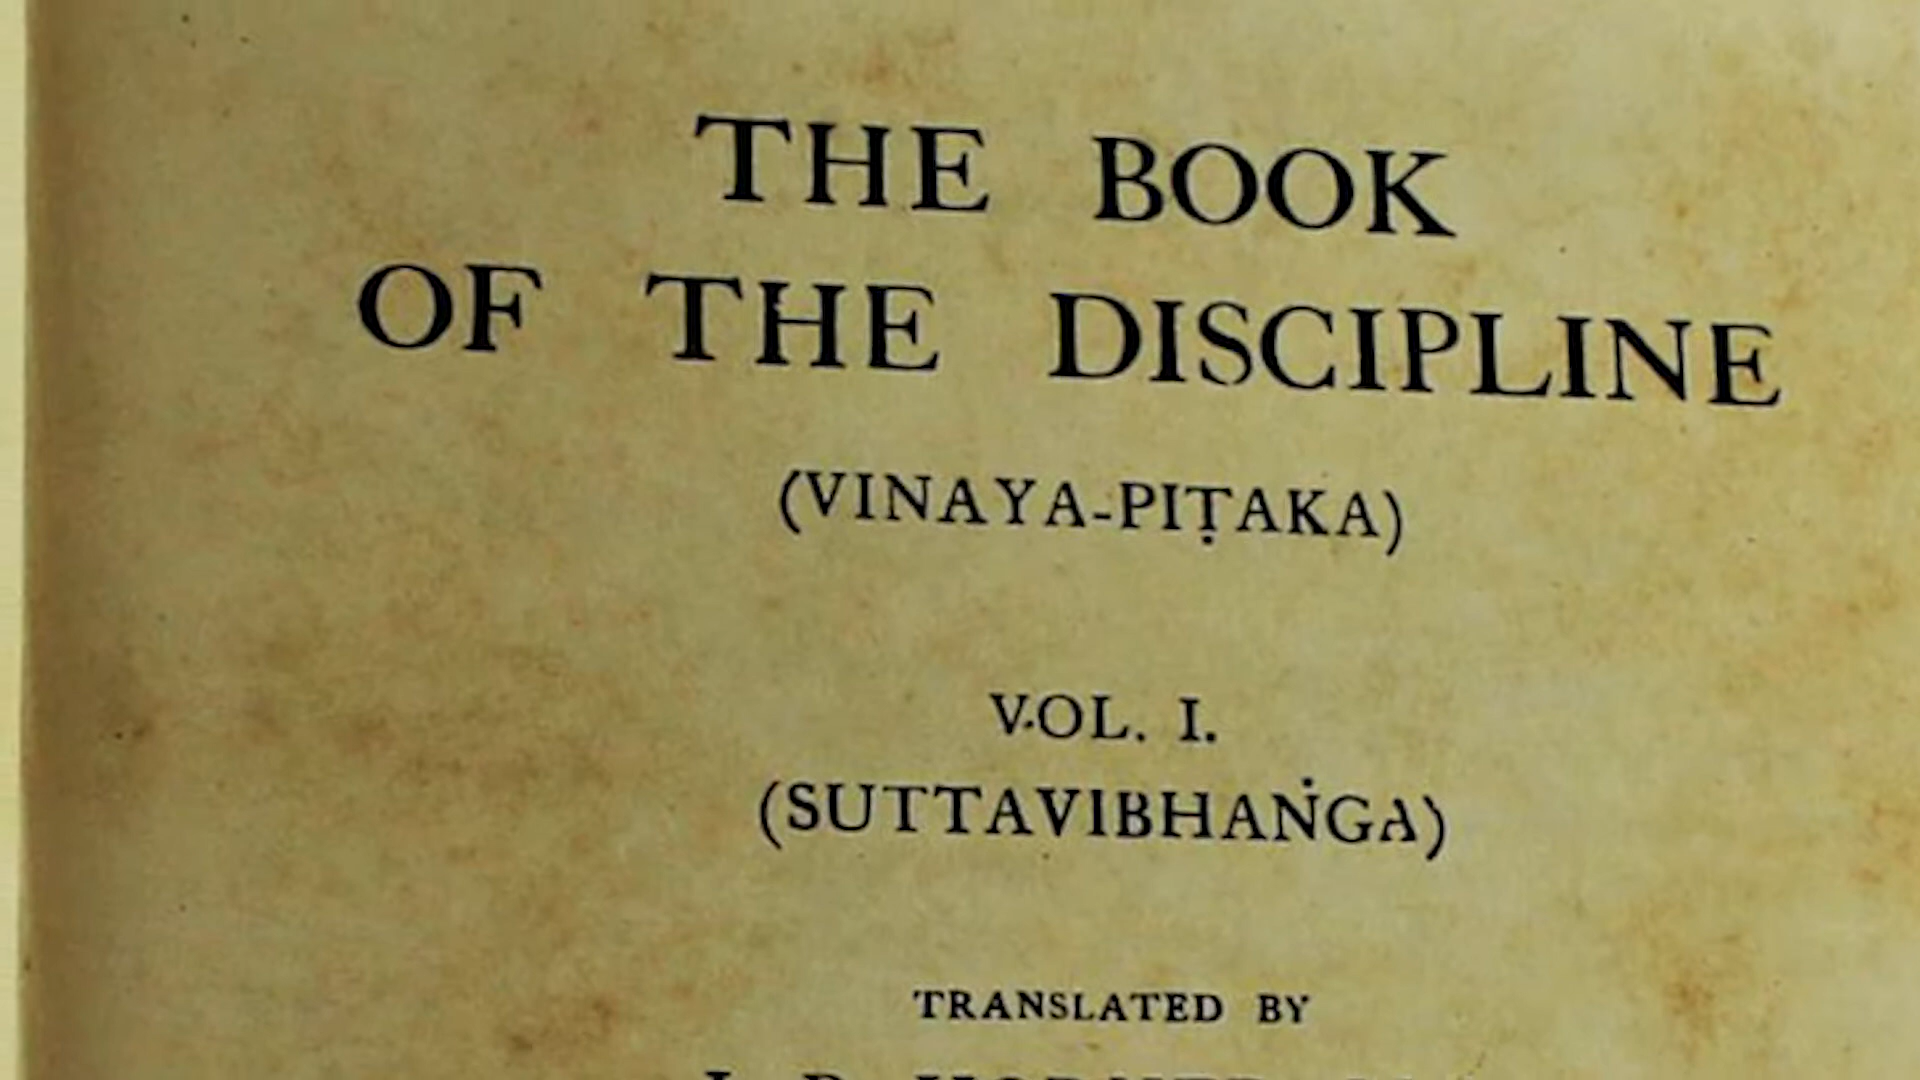 THE BOOK
OF THE DISCIPLINE
(VINAYA-PIṬAKA)
VOL. I.
(SUTTAVIBHAṄGA)
TRANSLATED BY